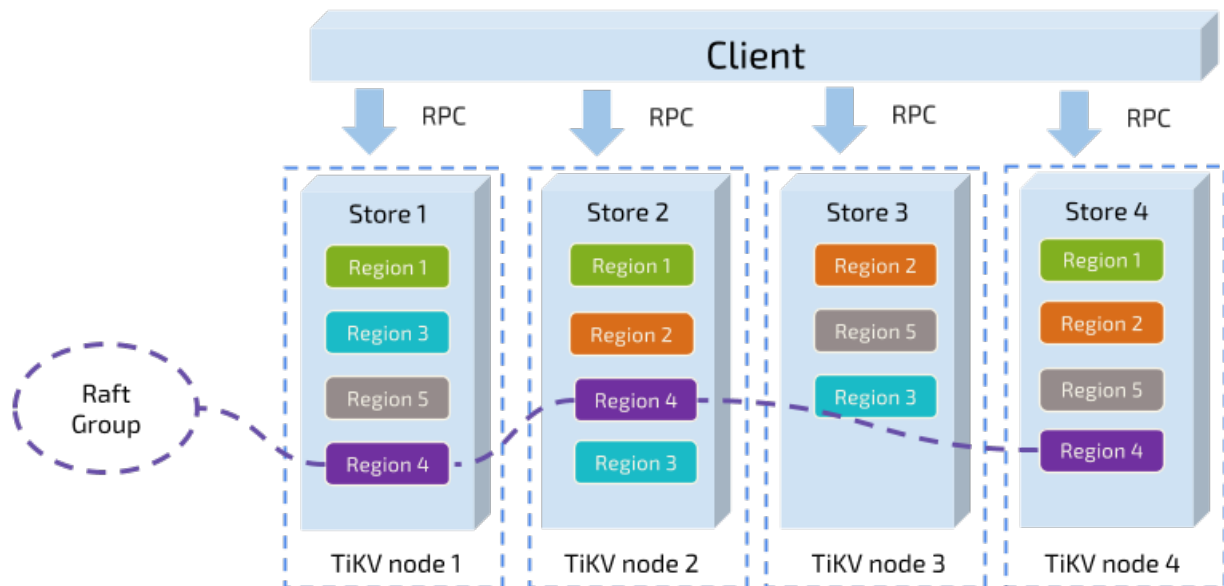 Client
RPC
RPC
RPC
RPC
Store 1
Region 1
Region 3
Region 5
Region 4
Store 2
Region 1
Region 2
Region 4
Region 3
Store 3
Region 2
Region 5
Region 3
Store 4
Region 1
Region 2
Region 5
Region 4
Raft
Group
TiKV node 1
TiKV node 2
TiKV node 3
TiKV node 4